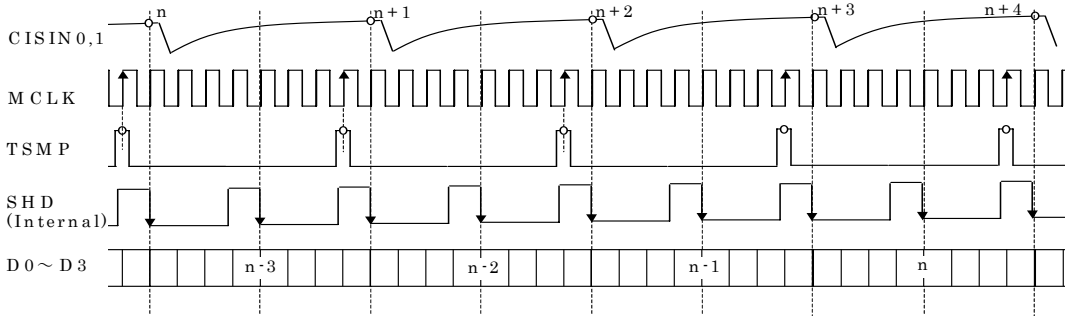 n n+1 n+2 n+3 n+4
CISIN0,1
MCLK
TSMP
SHD
(Internal)
D0～D3 n-3 n-2 n-1 n